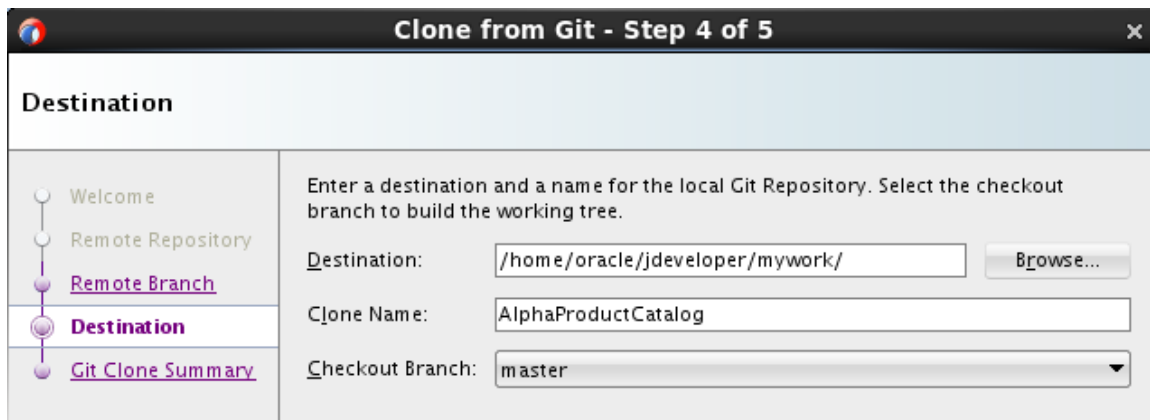 Clone from Git - Step 4 of 5
Destination
Welcome
Remote Repository
Remote Branch
Destination
Git Clone Summary
Enter a destination and a name for the local Git Repository. Select the checkout
branch to build the working tree.
Destination: /home/oracle/jdeveloper/mywork/ Browse...
Clone Name: AlphaProductCatalog
Checkout Branch: master